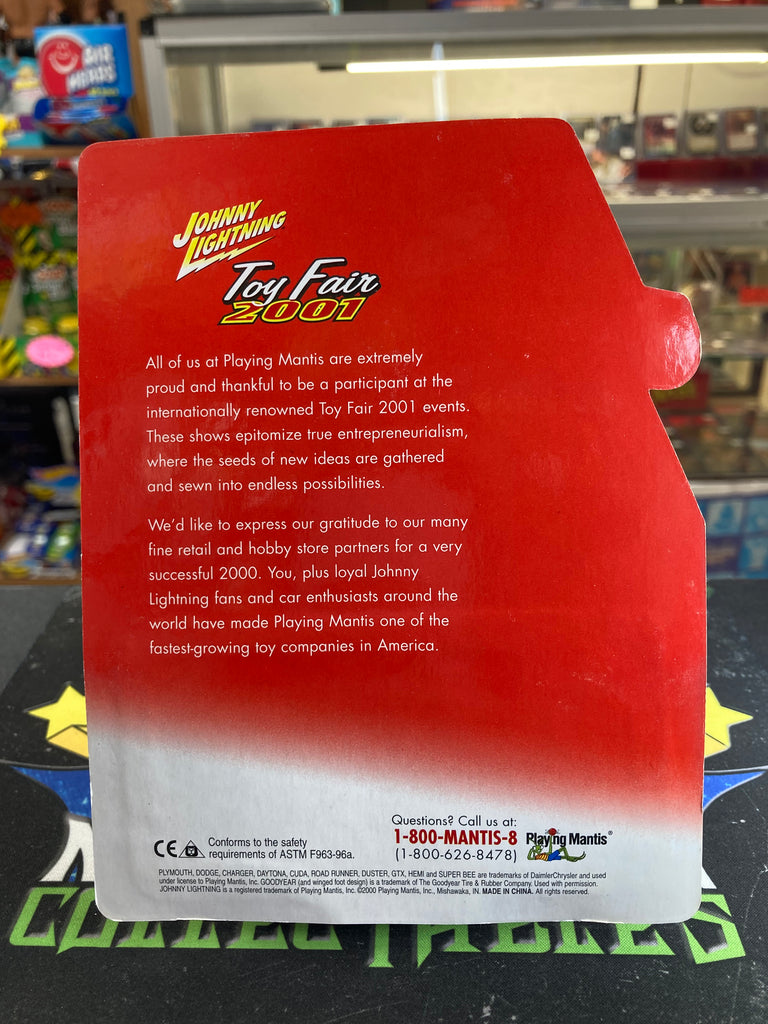 AIR
HEADS
JOHNNY
LIGHTNING
Toy Fair
2001
All of us at Playing Mantis are extremely
proud and thankful to be a participant at the
internationally renowned Toy Fair 2001 events.
These shows epitomize true entrepreneurialism,
where the seeds of new ideas are gathered
and sewn into endless possibilities.
We'd like to express our gratitude to our many
fine retail and hobby store partners for a very
successful 2000. You, plus loyal Johnny
Lightning fans and car enthusiasts around the
world have made Playing Mantis one of the
fastest-growing toy companies in America.
Questions? Call us at:
1-800-MANTIS-8
(1-800-626-8478)
Playing Mantis®
CE
Conforms to the safety
requirements of ASTM F963-96a.
PLYMOUTH, DODGE, CHARGER, DAYTONA, CUDA, ROAD RUNNER, DUSTER, GTX, HEMI and SUPER BEE are trademarks of DaimlerChrysler and used
under license to Playing Mantis, Inc. GOODYEAR (and winged foot design) is a trademark of The Goodyear Tire & Rubber Company. Used with permission.
JOHNNY LIGHTNING is a registered trademark of Playing Mantis, Inc. ©2000 Playing Mantis, Inc., Mishawaka, IN. MADE IN CHINA. All rights reserved.
COLLECTABLES